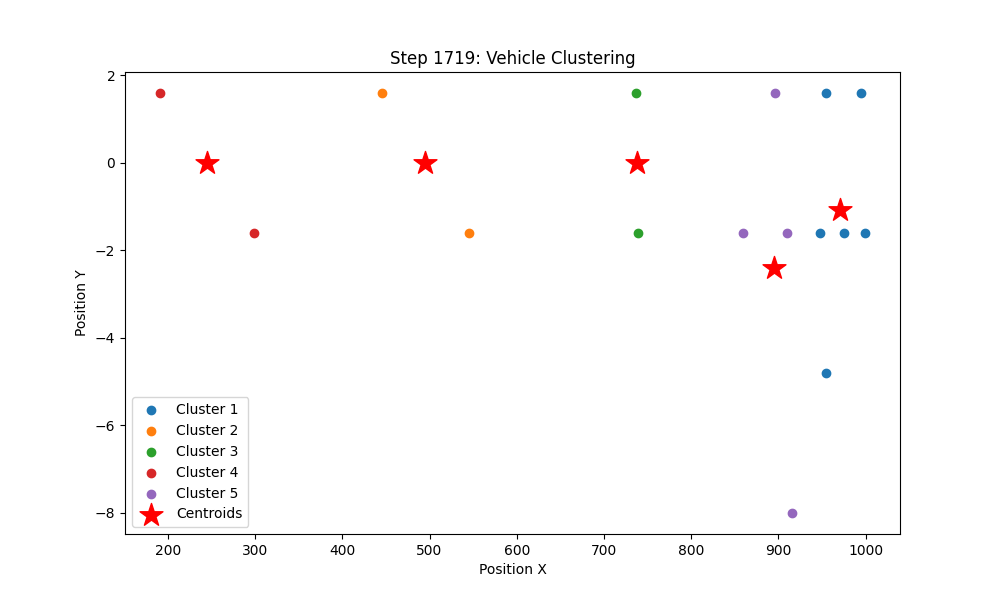 Step 1719: Vehicle Clustering
Position Y
2
0
−2
−4
−6
−8
Cluster 1
Cluster 2
Cluster 3
Cluster 4
Cluster 5
Centroids
200 300 400 500 600 700 800 900 1000
Position X